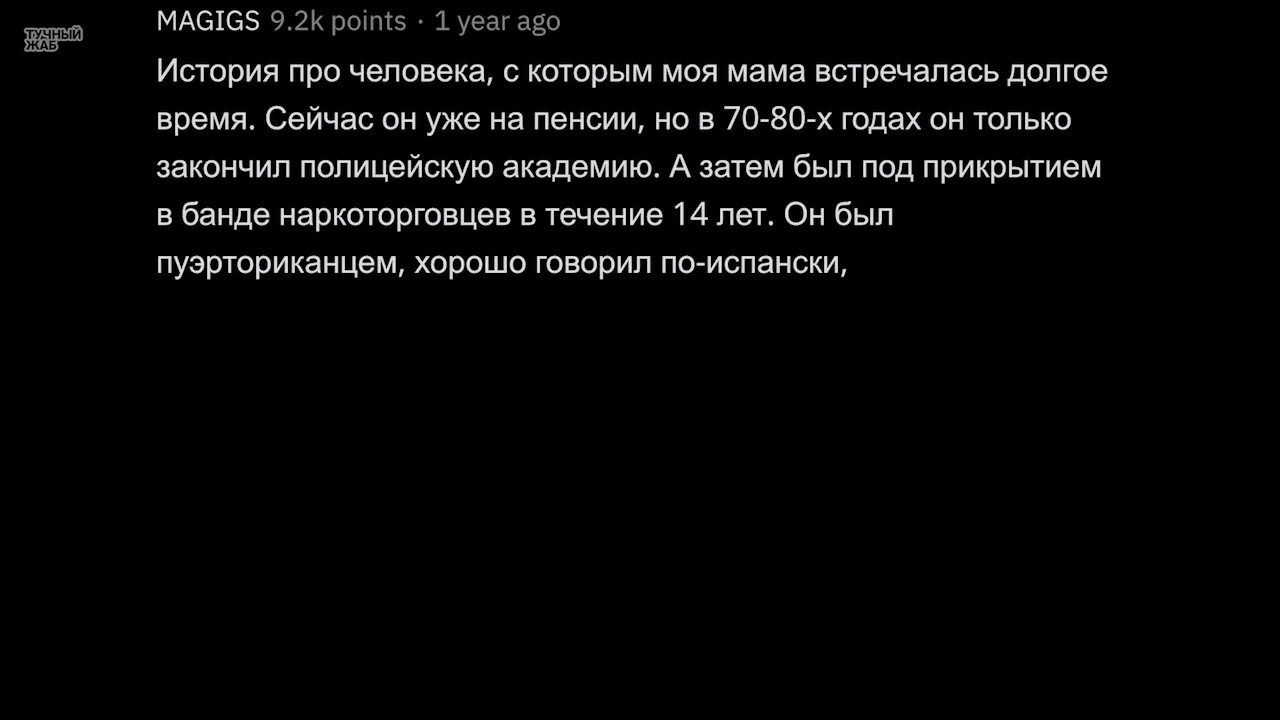 ТУЧНЫЙ
ЖАБ
MAGIGS 9.2k points · 1 year ago
История про человека, с которым моя мама встречалась долгое
время. Сейчас он уже на пенсии, но в 70-80-х годах он только
закончил полицейскую академию. А затем был под прикрытием
в банде наркоторговцев в течение 14 лет. Он был
пуэрториканцем, хорошо говорил по-испански,